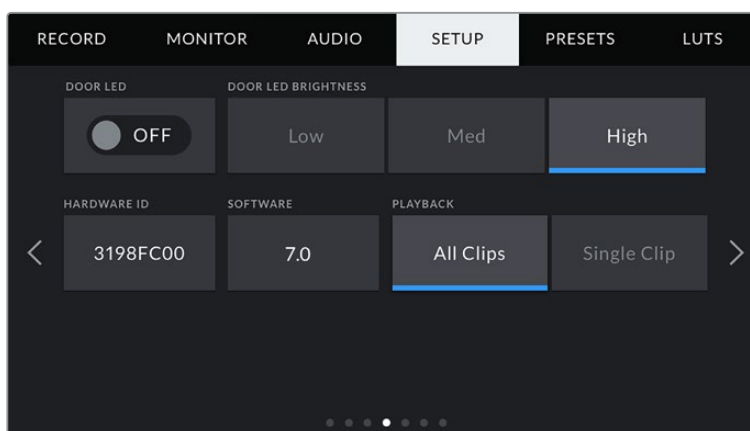 RECORD MONITOR AUDIO SETUP PRESETS LUTS
DOOR LED DOOR LED BRIGHTNESS
OFF Low Med High
HARDWARE ID SOFTWARE PLAYBACK
3198FC00 7.0 All Clips Single Clip